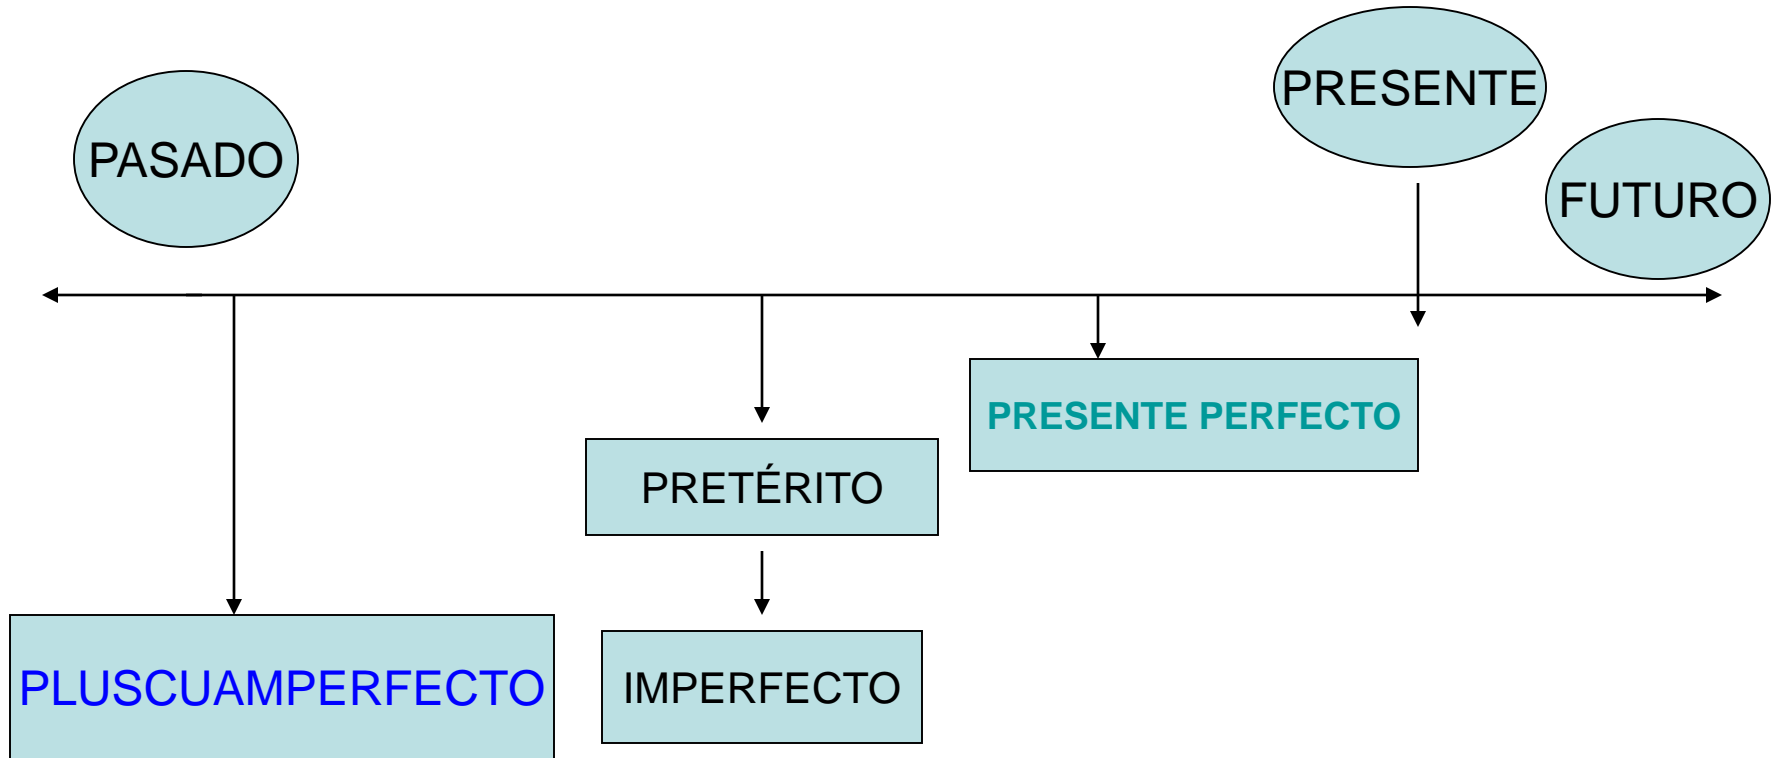 PRESENTE
PASADO
FUTURO
PRESENTE PERFECTO
PRETÉRITO
PLUSCUAMPERFECTO
IMPERFECTO